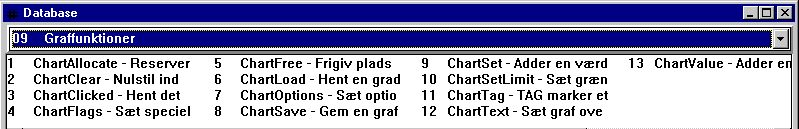 Database
09 Graffunktioner
1 ChartAllocate - Reserver 5 ChartFree - Frigiv plads 9 ChartSet - Adder en værd 13 ChartValue - Adder en
2 ChartClear - Nulstil ind 6 ChartLoad - Hent en grad 10 ChartSetLimit - Sæt græn
3 ChartClicked - Hent det 7 ChartOptions - Sæt optio 11 ChartTag - TAG marker et
4 ChartFlags - Sæt speciel 8 ChartSave - Gem en graf 12 ChartText - Sæt graf ove